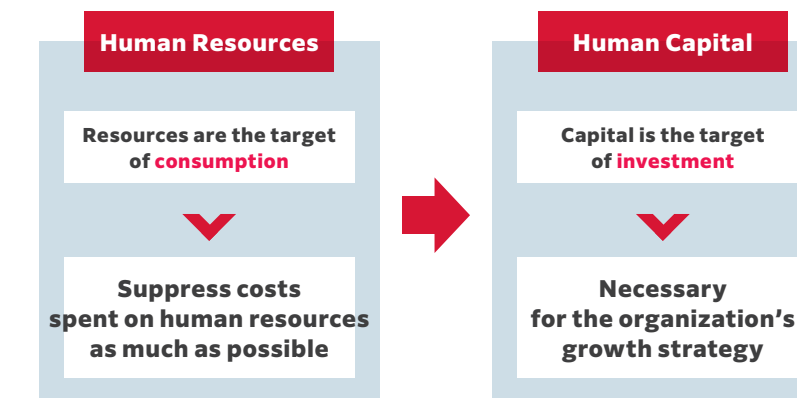 Human Resources
Resources are the target
of consumption
Suppress costs
spent on human resources
as much as possible
Human Capital
Capital is the target
of investment
Necessary
for the organization's
growth strategy